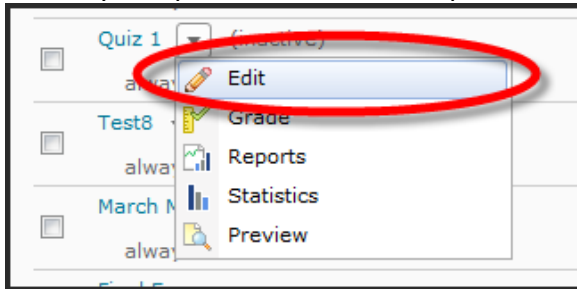 Quiz 1 (inactive)
Edit
Test8
Grade
Reports
March
Statistics
Preview